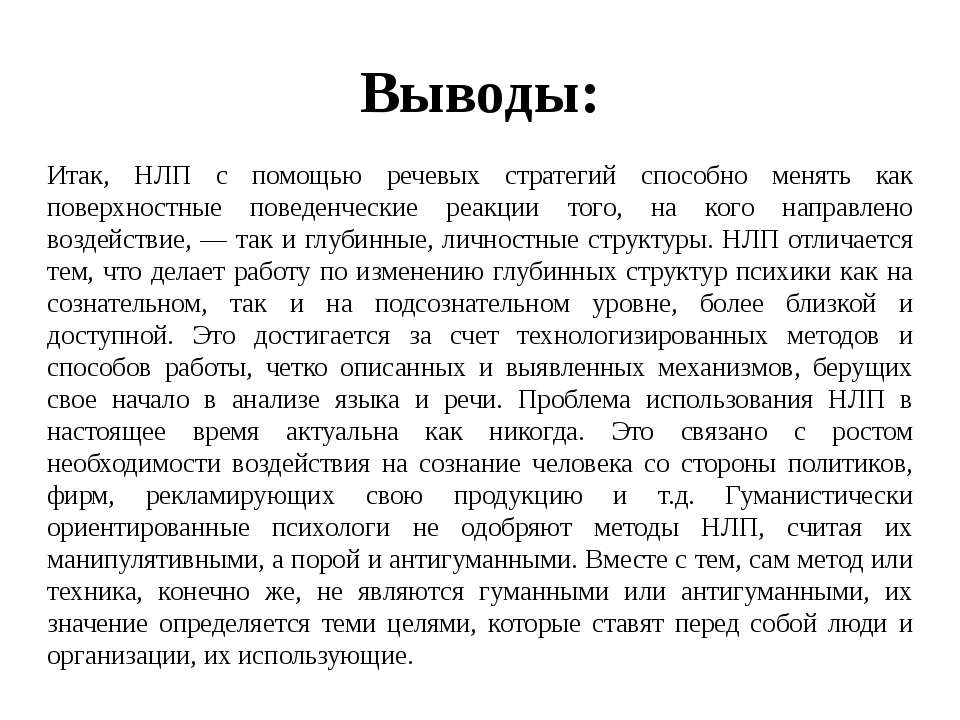 Выводы:
Итак, НЛП с помощью речевых стратегий способно менять как
поверхностные поведенческие реакции того, на кого направлено
воздействие, — так и глубинные, личностные структуры. НЛП отличается
тем, что делает работу по изменению глубинных структур психики как на
сознательном, так и на подсознательном уровне, более близкой и
доступной. Это достигается за счет технологизированных методов и
способов работы, четко описанных и выявленных механизмов, берущих
свое начало в анализе языка и речи. Проблема использования НЛП в
настоящее время актуальна как никогда. Это связано с ростом
необходимости воздействия на сознание человека со стороны политиков,
фирм, рекламирующих свою продукцию и т.д. Гуманистически
ориентированные психологи не одобряют методы НЛП, считая их
манипулятивными, а порой и антигуманными. Вместе с тем, сам метод или
техника, конечно же, не являются гуманными или антигуманными, их
значение определяется теми целями, которые ставят перед собой люди и
организации, их использующие.